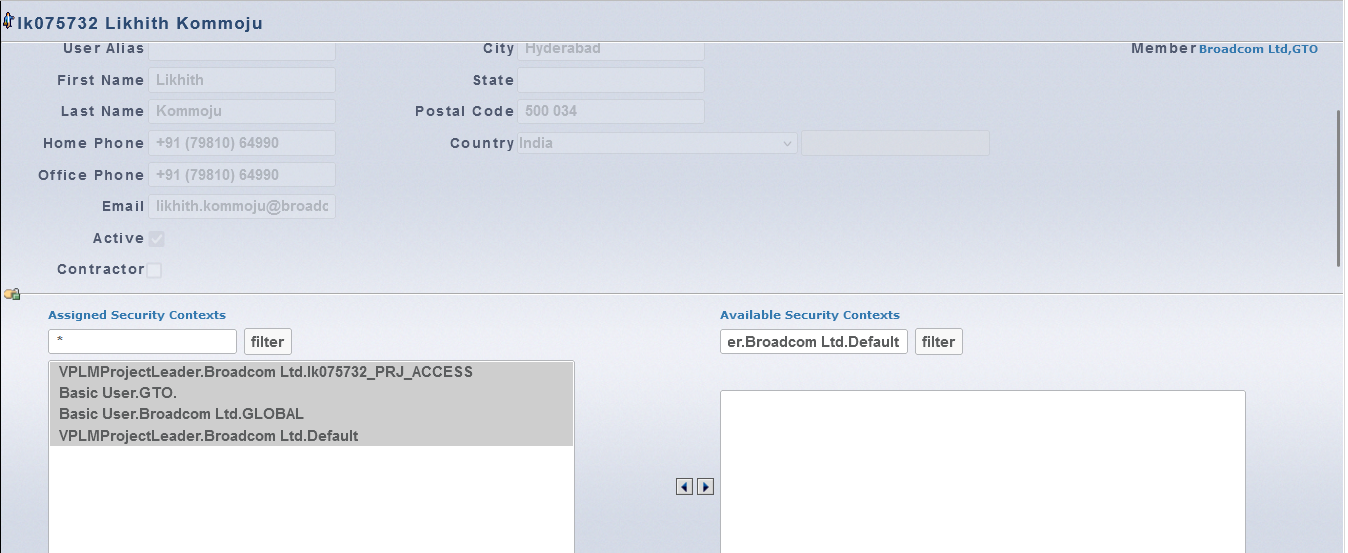 lk075732 Likhith Kommoju
User Alias
City Hyderabad
Member Broadcom Ltd,GTO
First Name Likhith
State
Last Name Kommoju
Postal Code 500 034
Home Phone +91 (79810) 64990
Country India
Office Phone +91 (79810) 64990
Email likhith.kommoju@broadc
Active
Contractor
Assigned Security Contexts
* filter
VPLMProjectLeader.Broadcom Ltd.lk075732_PRJ_ACCESS
Basic User.GTO.
Basic User.Broadcom Ltd.GLOBAL
VPLMProjectLeader.Broadcom Ltd.Default
Available Security Contexts
er.Broadcom Ltd.Default filter